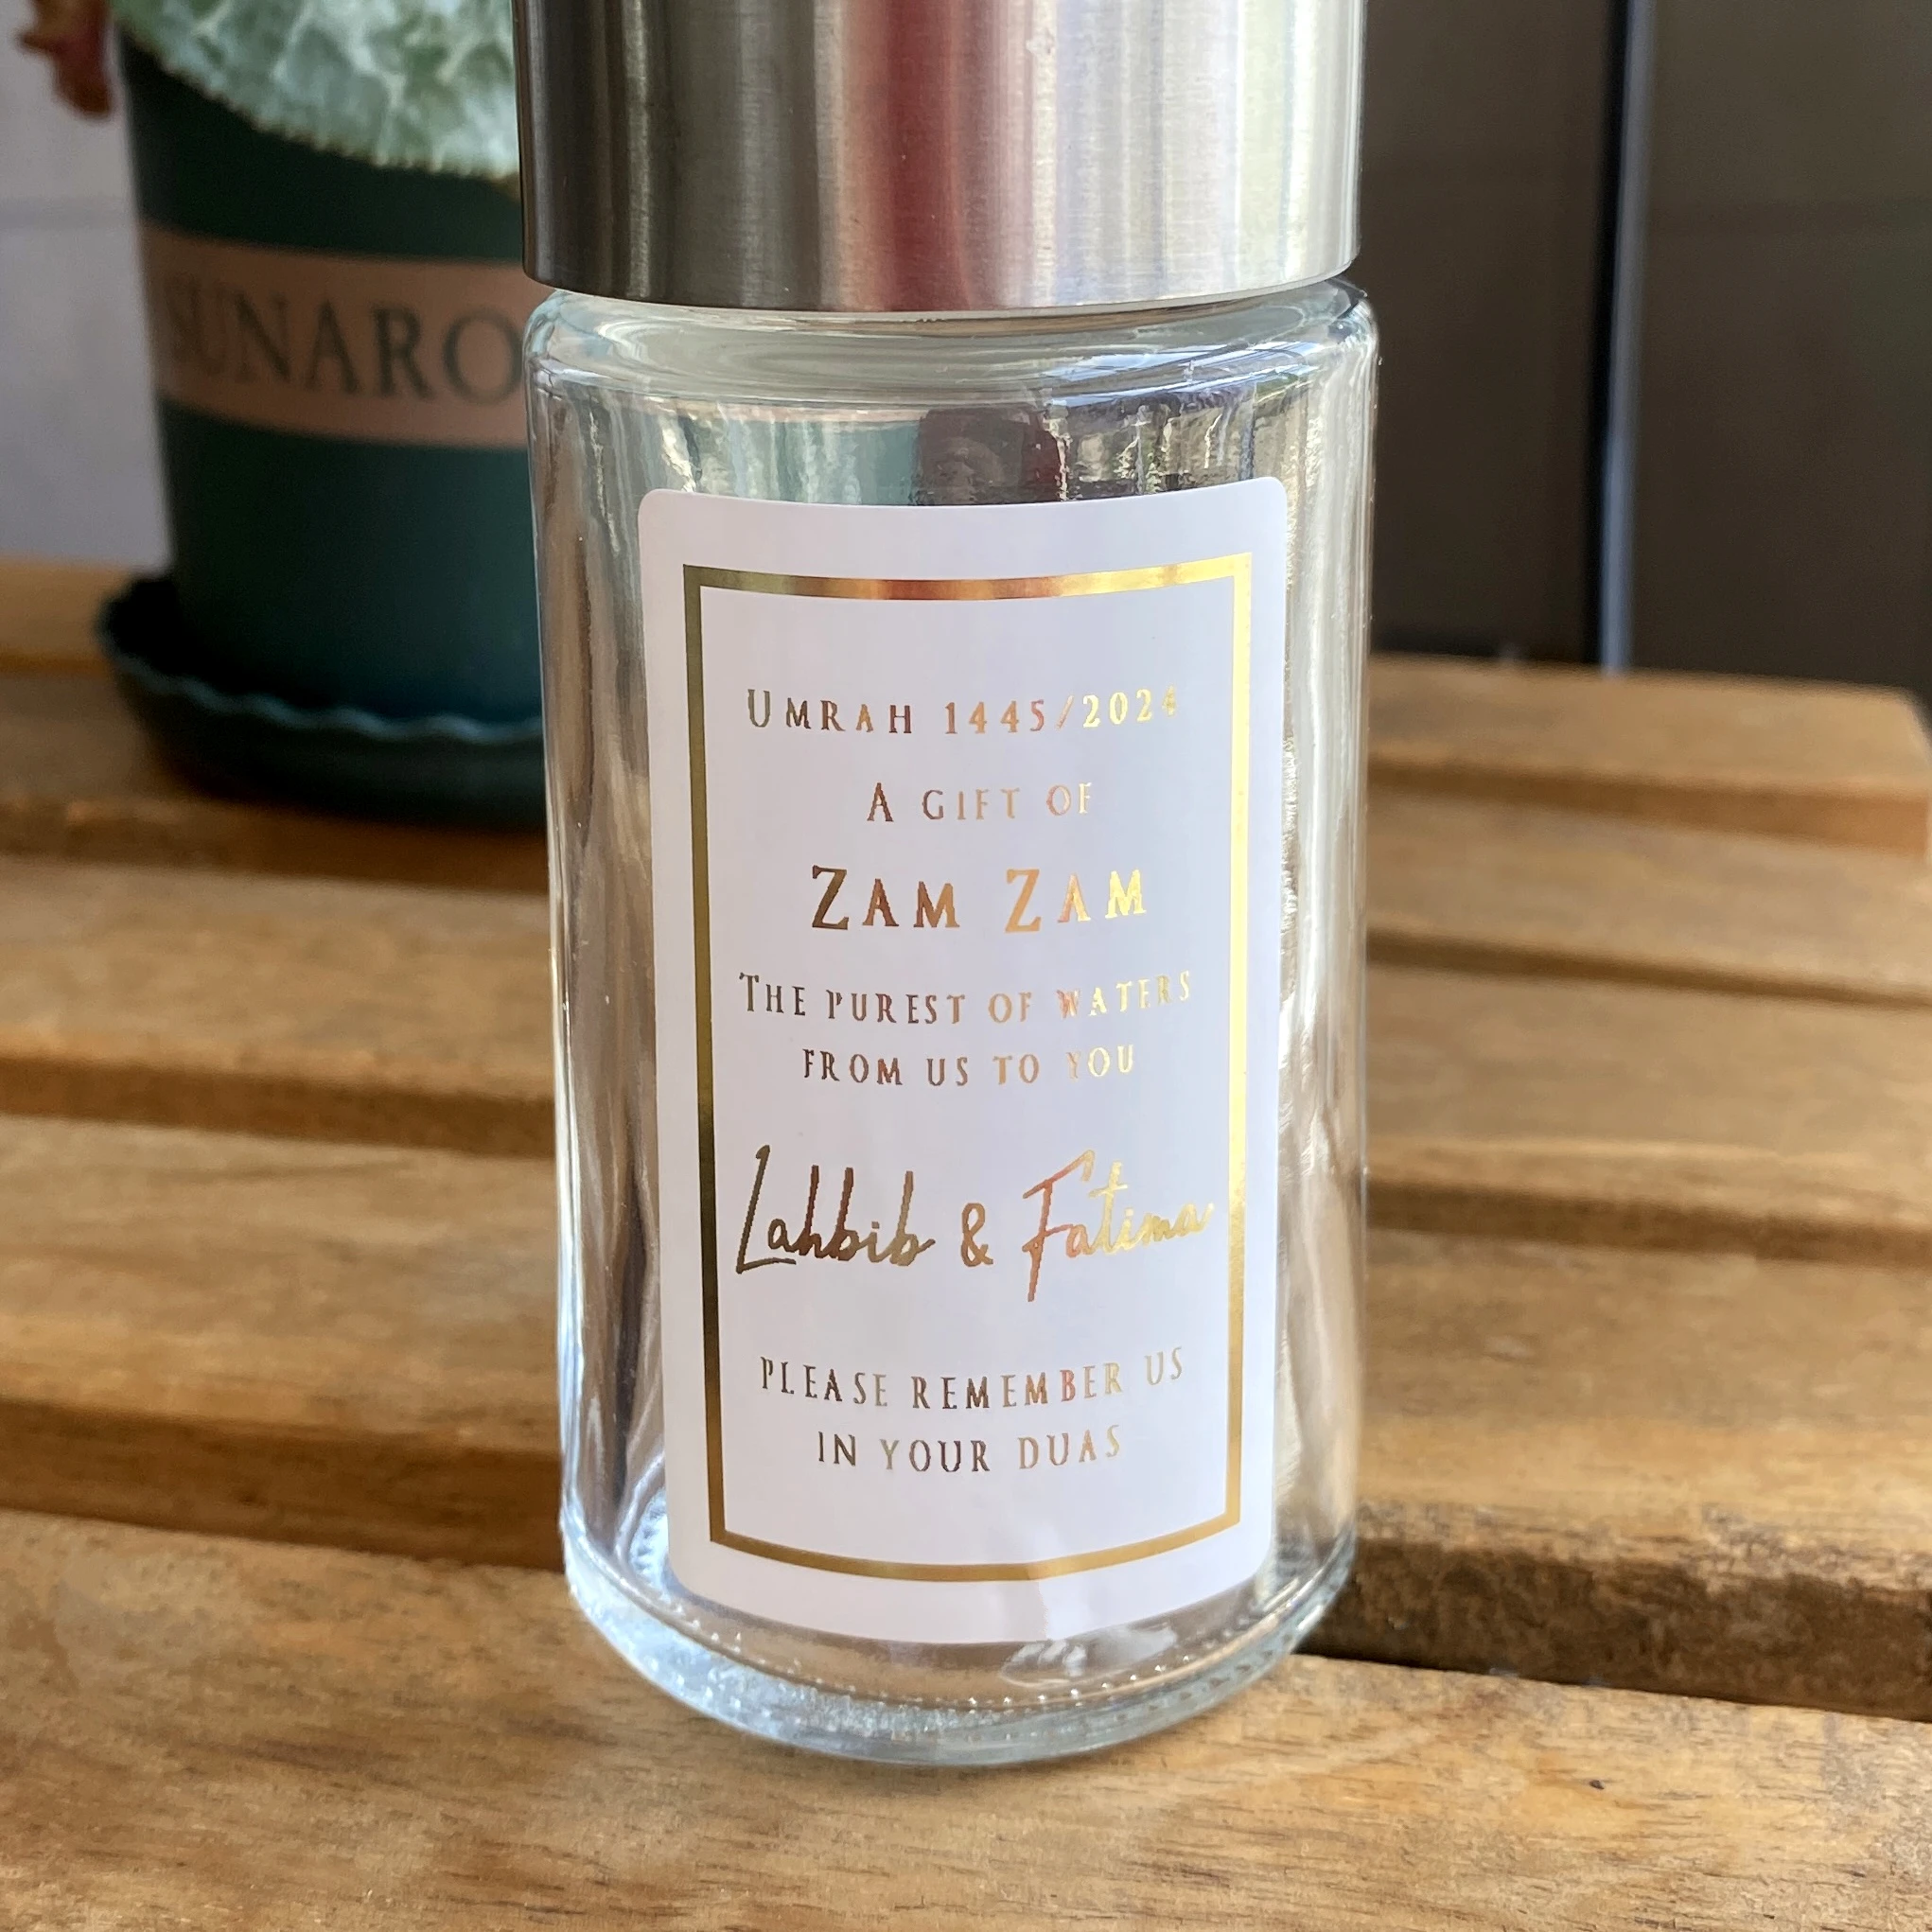 SUNARO
UMRAH 1445/2024
A GIFT OF
ZAM ZAM
THE PUREST OF WATERS
FROM US TO YOU
Lahbib & Fatima
PLEASE REMEMBER US
IN YOUR DUAS